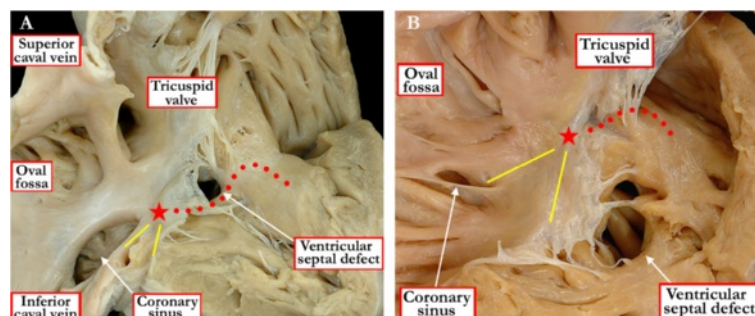 A
Superior
caval vein
Tricuspid
valve
Oval
fossa
Ventricular
septal defect
Inferior
caval vein
Coronary
sinus
B
Tricuspid
valve
Oval
fossa
Coronary
sinus
Ventricular
septal defect